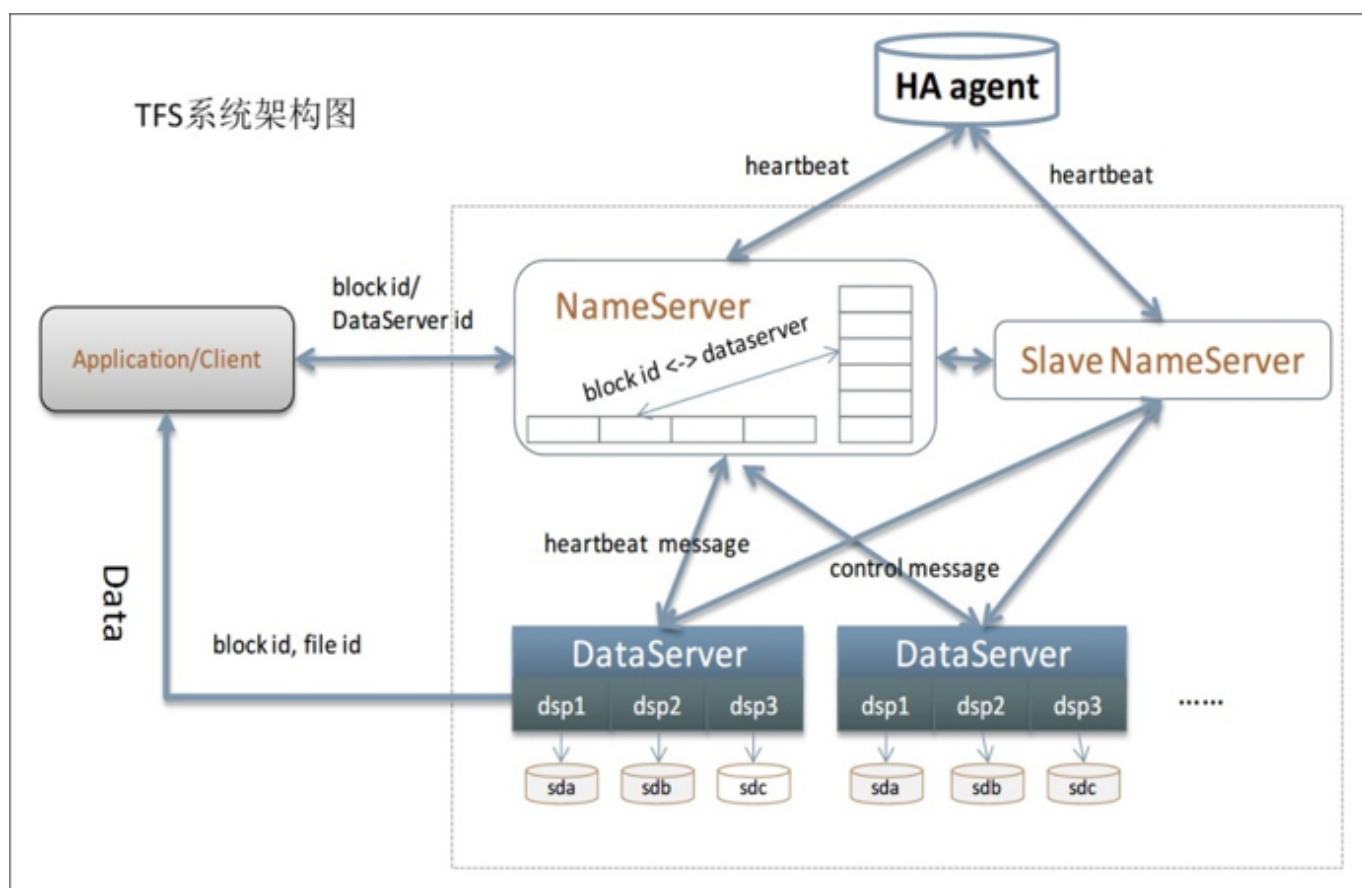 HA agent
TFS系统架构图
heartbeat
heartbeat
block id/
DataServer id
NameServer
block id <-> dataserver
Application/Client
Slave NameServer
heartbeat message
control message
Data
block id, file id
DataServer
dsp1 dsp2 dsp3
sda sdb sdc
DataServer
dsp1 dsp2 dsp3
sda sdb sdc
......